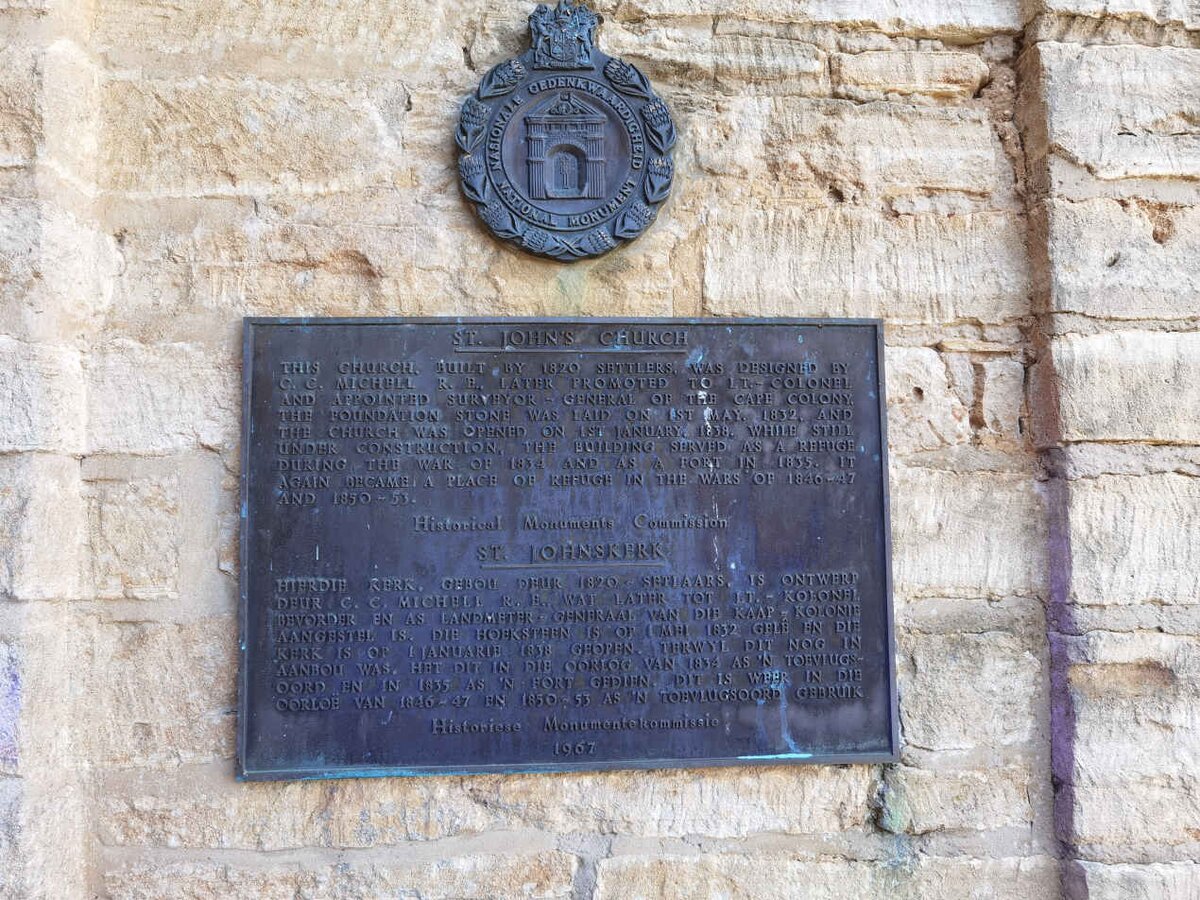 NASIONALE GEDENKWAARDIGHEID
NATIONAL MONUMENT
ST. JOHN'S CHURCH
THIS CHURCH, BUILT BY 1820 SETTLERS, WAS DESIGNED BY
C. C. MICHELL R. E., LATER PROMOTED TO LT.-COLONEL
AND APPOINTED SURVEYOR-GENERAL OF THE CAPE COLONY.
THE FOUNDATION STONE WAS LAID ON 1ST MAY, 1832, AND
THE CHURCH WAS OPENED ON 1ST JANUARY, 1838. WHILE STILL
UNDER CONSTRUCTION, THE BUILDING SERVED AS A REFUGE
DURING THE WAR OF 1834 AND AS A FORT IN 1835. IT
AGAIN BECAME A PLACE OF REFUGE IN THE WARS OF 1846-47
AND 1850-53.
Historical Monuments Commission
ST. JOHNSKERK
HIERDIE KERK, GEBOU DEUR 1820-SETLAARS, IS ONTWERP
DEUR C. C. MICHELL R. E., WAT LATER TOT LT.-KOLONEL
BEVORDER EN AS LANDMETER-GENERAAL VAN DIE KAAP-KOLONIE
AANGESTEL IS. DIE HOEKSTEEN IS OP 1 MEI 1832 GELÊ EN DIE
KERK IS OP 1 JANUARIE 1838 GEOPEN. TERWYL DIT NOG IN
AANBOU WAS, HET DIT IN DIE OORLOG VAN 1834 AS 'N TOEVLUGS-
OORD EN IN 1835 AS 'N FORT GEDIEN. DIT IS WEER IN DIE
OORLOE VAN 1846-47 EN 1850-53 AS 'N TOEVLUGSOORD GEBRUIK
Historiese Monumentekommissie
1967